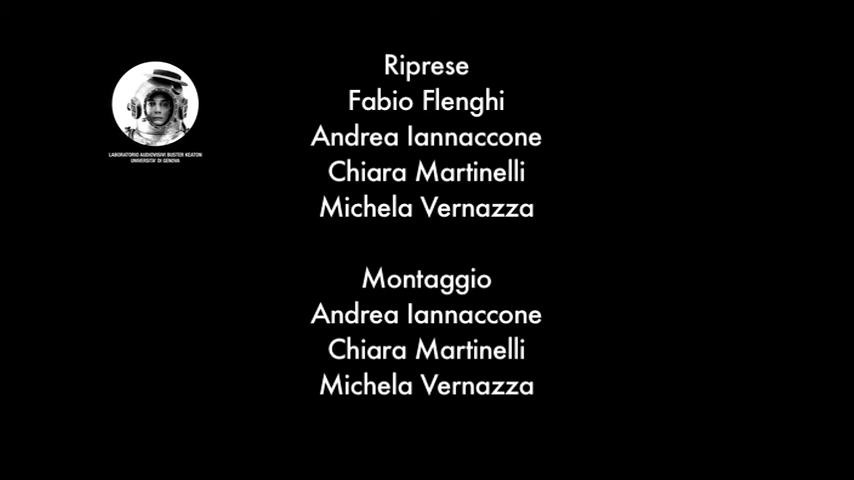 Riprese
Fabio Flenghi
Andrea Iannaccone
Chiara Martinelli
Michela Vernazza
LABORATORIO AUDIOVISIVI BUSTER KEATON
UNIVERSITA' DI GENOVA
Montaggio
Andrea Iannaccone
Chiara Martinelli
Michela Vernazza